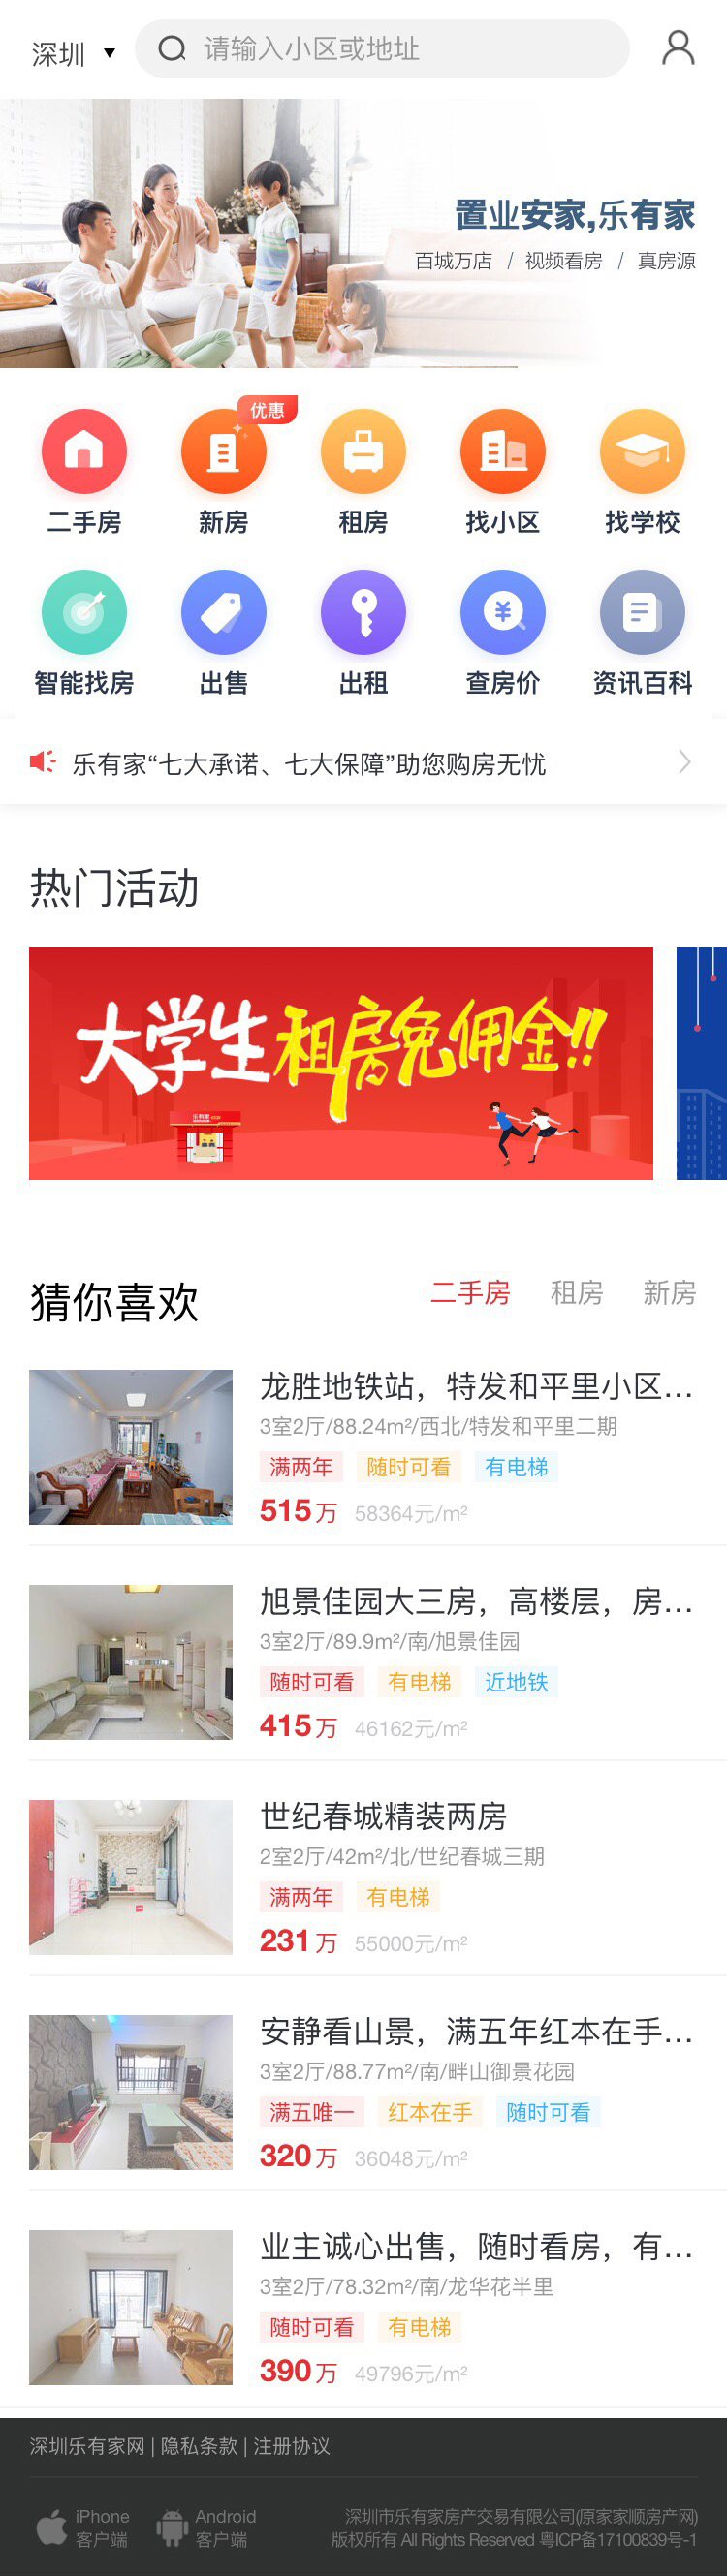 深圳
请输入小区或地址
置业安家,乐有家
百城万店 / 视频看房 / 真房源
优惠
二手房 新房 租房 找小区 找学校
智能找房 出售 出租 查房价 资讯百科
乐有家“七大承诺、七大保障”助您购房无忧
热门活动
大学生租房免佣金!!
乐有家
猜你喜欢
二手房 租房 新房
龙胜地铁站，特发和平里小区…
3室2厅/88.24m²/西北/特发和平里二期
满两年 随时可看 有电梯
515万 58364元/m²
旭景佳园大三房，高楼层，房…
3室2厅/89.9m²/南/旭景佳园
随时可看 有电梯 近地铁
415万 46162元/m²
世纪春城精装两房
2室2厅/42m²/北/世纪春城三期
满两年 有电梯
231万 55000元/m²
安静看山景，满五年红本在手…
3室2厅/88.77m²/南/畔山御景花园
满五唯一 红本在手 随时可看
320万 36048元/m²
业主诚心出售，随时看房，有…
3室2厅/78.32m²/南/龙华花半里
随时可看 有电梯
390万 49796元/m²
深圳乐有家网 | 隐私条款 | 注册协议
iPhone
客户端
Android
客户端
深圳市乐有家房产交易有限公司(原家家顺房产网)
版权所有 All Rights Reserved 粤ICP备17100839号-1